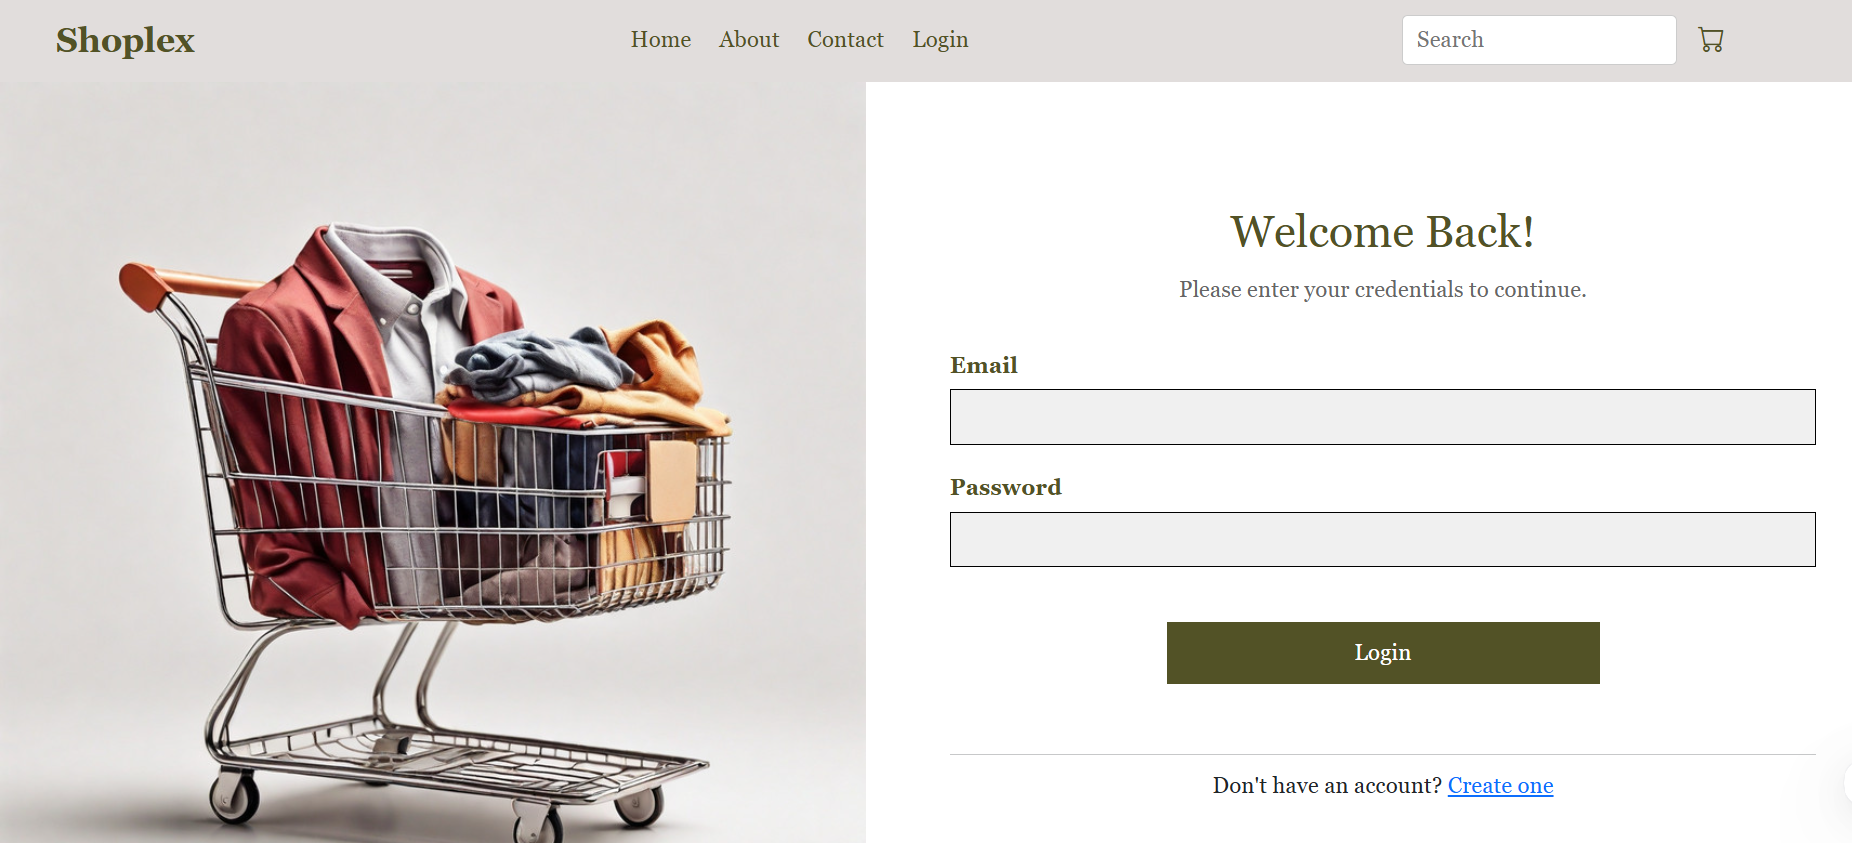 Shoplex
Home About Contact Login
Search
Welcome Back!
Please enter your credentials to continue.
Email
Password
Login
Don't have an account? Create one